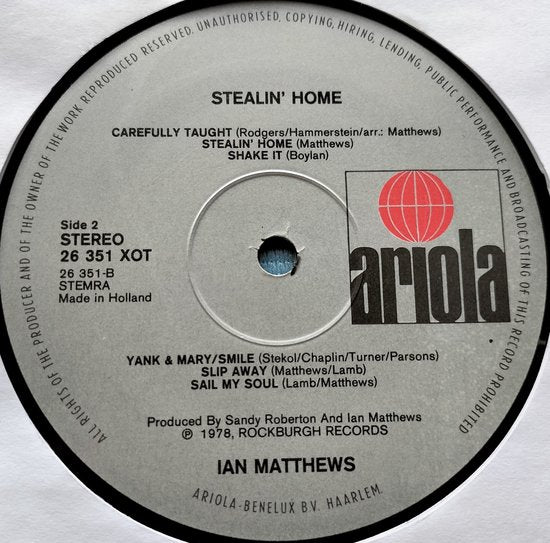 ALL RIGHTS OF THE PRODUCER AND OF THE OWNER OF THE WORK REPRODUCED RESERVED. UNAUTHORISED, COPYING, HIRING, LENDING, PUBLIC PERFORMANCE AND BROADCASTING OF THIS RECORD PROHIBITED
STEALIN' HOME
CAREFULLY TAUGHT (Rodgers/Hammerstein/arr.: Matthews)
STEALIN' HOME (Matthews)
SHAKE IT (Boylan)
Side 2
STEREO
26 351 XOT
26 351-B
STEMRA
Made in Holland
ariola
YANK & MARY/SMILE (Stekol/Chaplin/Turner/Parsons)
SLIP AWAY (Matthews/Lamb)
SAIL MY SOUL (Lamb/Matthews)
Produced By Sandy Roberton And Ian Matthews
℗ 1978, ROCKBURGH RECORDS
IAN MATTHEWS
ARIOLA-BENELUX B.V. HAARLEM.